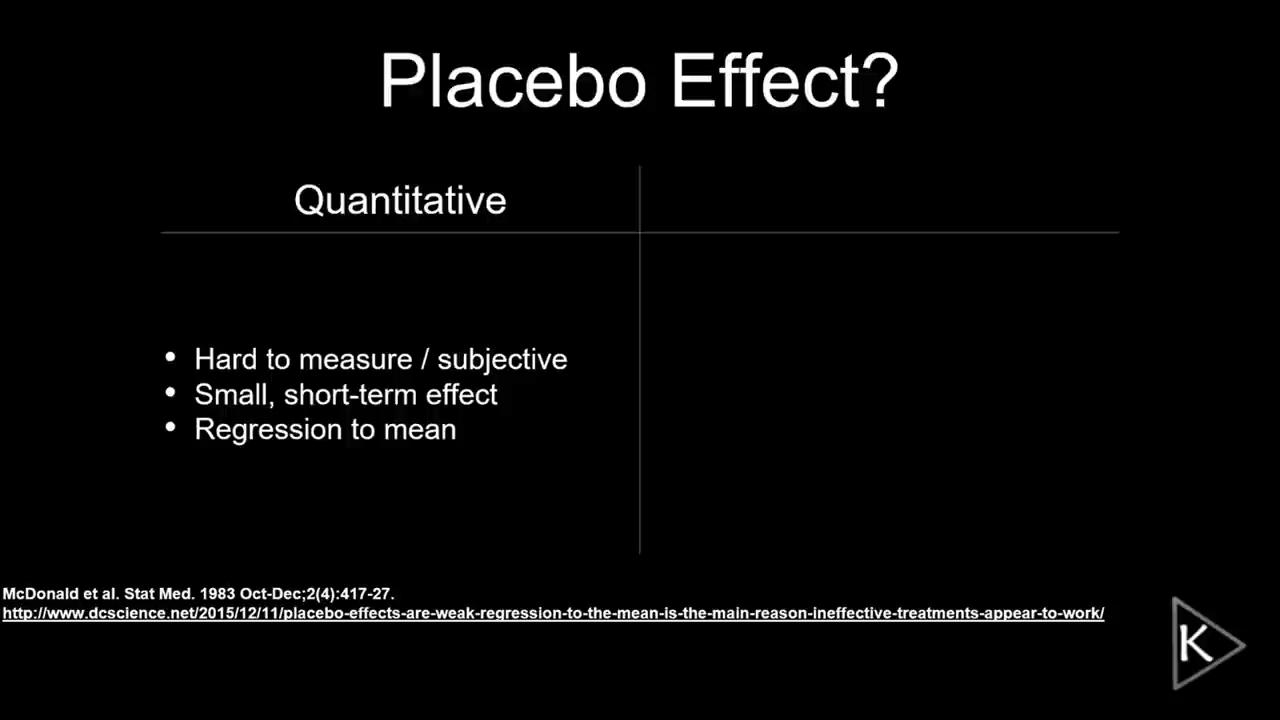 Placebo Effect?
Quantitative
• Hard to measure / subjective
• Small, short-term effect
• Regression to mean
McDonald et al. Stat Med. 1983 Oct-Dec;2(4):417-27.
http://www.dcscience.net/2015/12/11/placebo-effects-are-weak-regression-to-the-mean-is-the-main-reason-ineffective-treatments-appear-to-work/
K